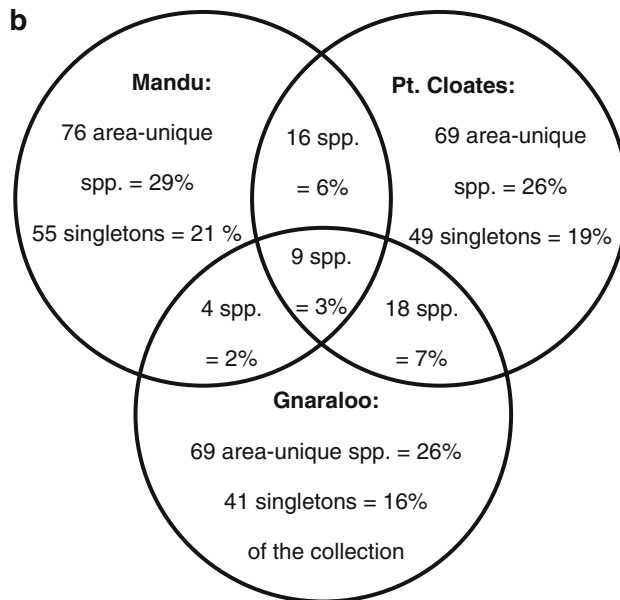 b
Mandu:
76 area-unique
spp. = 29%
55 singletons = 21 %
16 spp.
= 6%
Pt. Cloates:
69 area-unique
spp. = 26%
49 singletons = 19%
9 spp.
= 3%
4 spp.
= 2%
18 spp.
= 7%
Gnaraloo:
69 area-unique spp. = 26%
41 singletons = 16%
of the collection